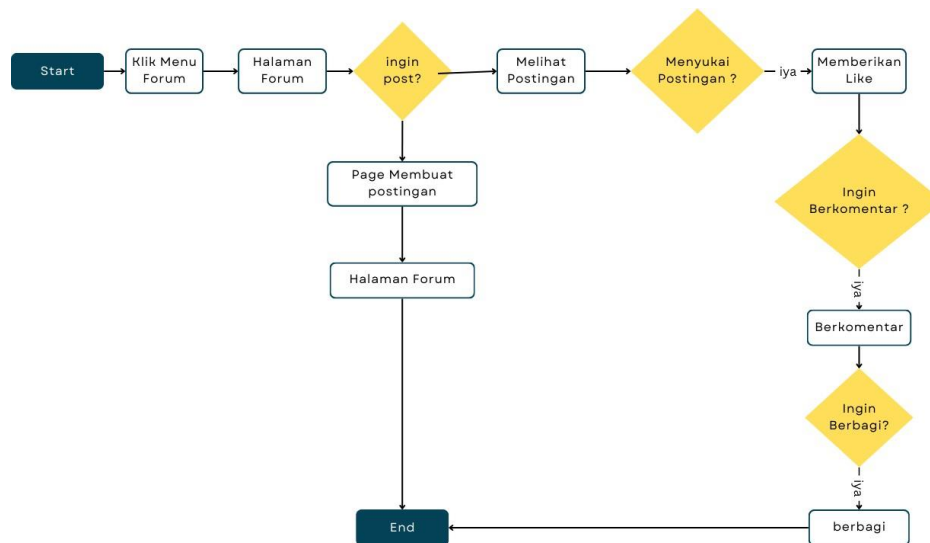 Start
Klik Menu
Forum
Halaman
Forum
ingin
post?
Melihat
Postingan
Menyukai
Postingan ?
iya
Memberikan
Like
Page Membuat
postingan
Ingin
Berkomentar ?
Halaman Forum
iya
Berkomentar
Ingin
Berbagi?
iya
End
berbagi